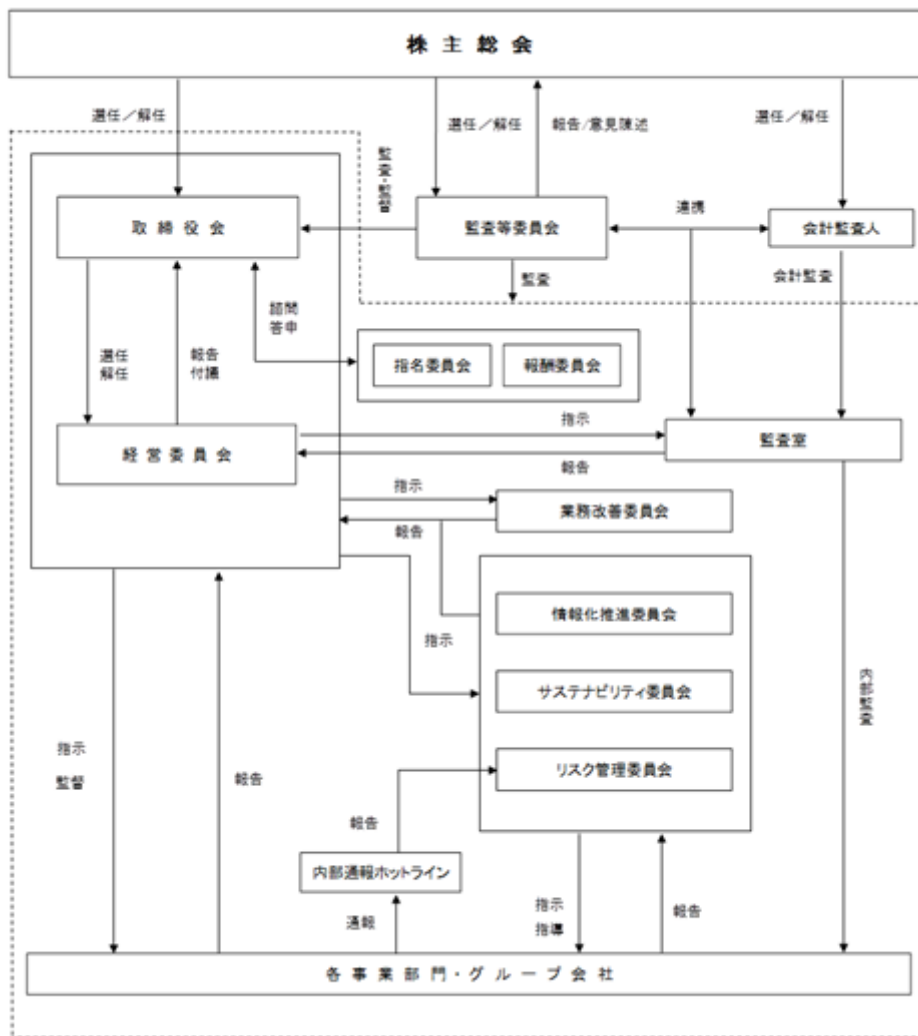 株主総会
選任／解任
選任／解任
報告/意見陳述
選任／解任
監査・監督
取締役会
監査等委員会
連携
会計監査人
監査
会計監査
諮問
答申
選任
解任
報告
付議
指名委員会
報酬委員会
経営委員会
指示
報告
監査室
指示
報告
業務改善委員会
情報化推進委員会
指示
サステナビリティ委員会
内部監査
リスク管理委員会
指示
監督
報告
報告
内部通報ホットライン
通報
指示
指導
報告
各事業部門・グループ会社